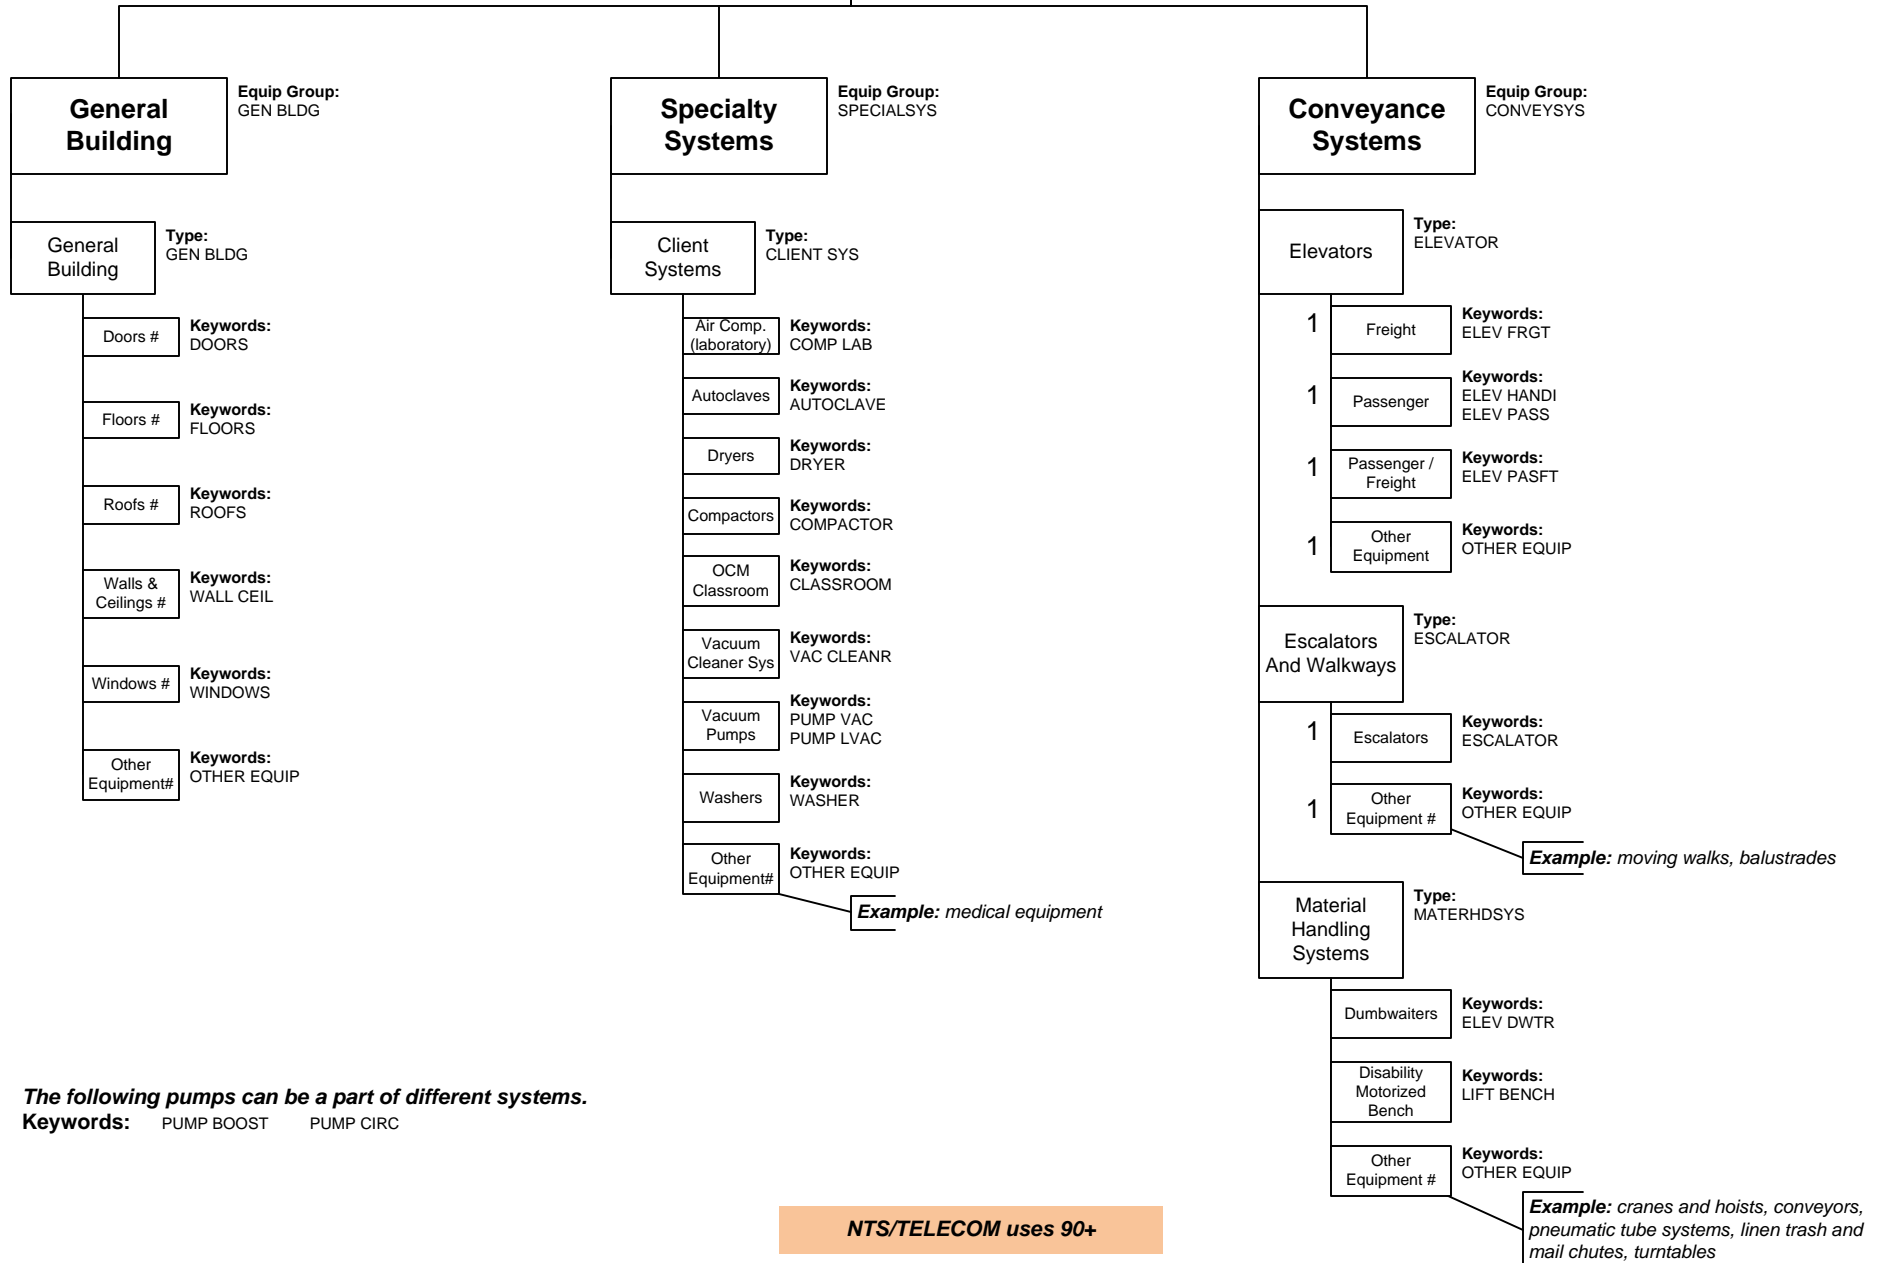 General
Building
Equip Group:
GEN BLDG
General
Building
Type:
GEN BLDG
Doors #
Keywords:
DOORS
Floors #
Keywords:
FLOORS
Roofs #
Keywords:
ROOFS
Walls &
Ceilings #
Keywords:
WALL CEIL
Windows #
Keywords:
WINDOWS
Other
Equipment#
Keywords:
OTHER EQUIP
Specialty
Systems
Equip Group:
SPECIALSYS
Client
Systems
Type:
CLIENT SYS
Air Comp.
(laboratory)
Keywords:
COMP LAB
Autoclaves
Keywords:
AUTOCLAVE
Dryers
Keywords:
DRYER
Compactors
Keywords:
COMPACTOR
OCM
Classroom
Keywords:
CLASSROOM
Vacuum
Cleaner Sys
Keywords:
VAC CLEANR
Vacuum
Pumps
Keywords:
PUMP VAC
PUMP LVAC
Washers
Keywords:
WASHER
Other
Equipment#
Keywords:
OTHER EQUIP
Example: medical equipment
Conveyance
Systems
Equip Group:
CONVEYSYS
Elevators
Type:
ELEVATOR
1
Freight
Keywords:
ELEV FRGT
1
Passenger
Keywords:
ELEV HANDI
ELEV PASS
1
Passenger /
Freight
Keywords:
ELEV PASFT
1
Other
Equipment
Keywords:
OTHER EQUIP
Escalators
And Walkways
Type:
ESCALATOR
1
Escalators
Keywords:
ESCALATOR
1
Other
Equipment #
Keywords:
OTHER EQUIP
Example: moving walks, balustrades
Material
Handling
Systems
Type:
MATERHDSYS
Dumbwaiters
Keywords:
ELEV DWTR
Disability
Motorized
Bench
Keywords:
LIFT BENCH
Other
Equipment #
Keywords:
OTHER EQUIP
Example: cranes and hoists, conveyors,
pneumatic tube systems, linen trash and
mail chutes, turntables
The following pumps can be a part of different systems.
Keywords: PUMP BOOST PUMP CIRC
NTS/TELECOM uses 90+